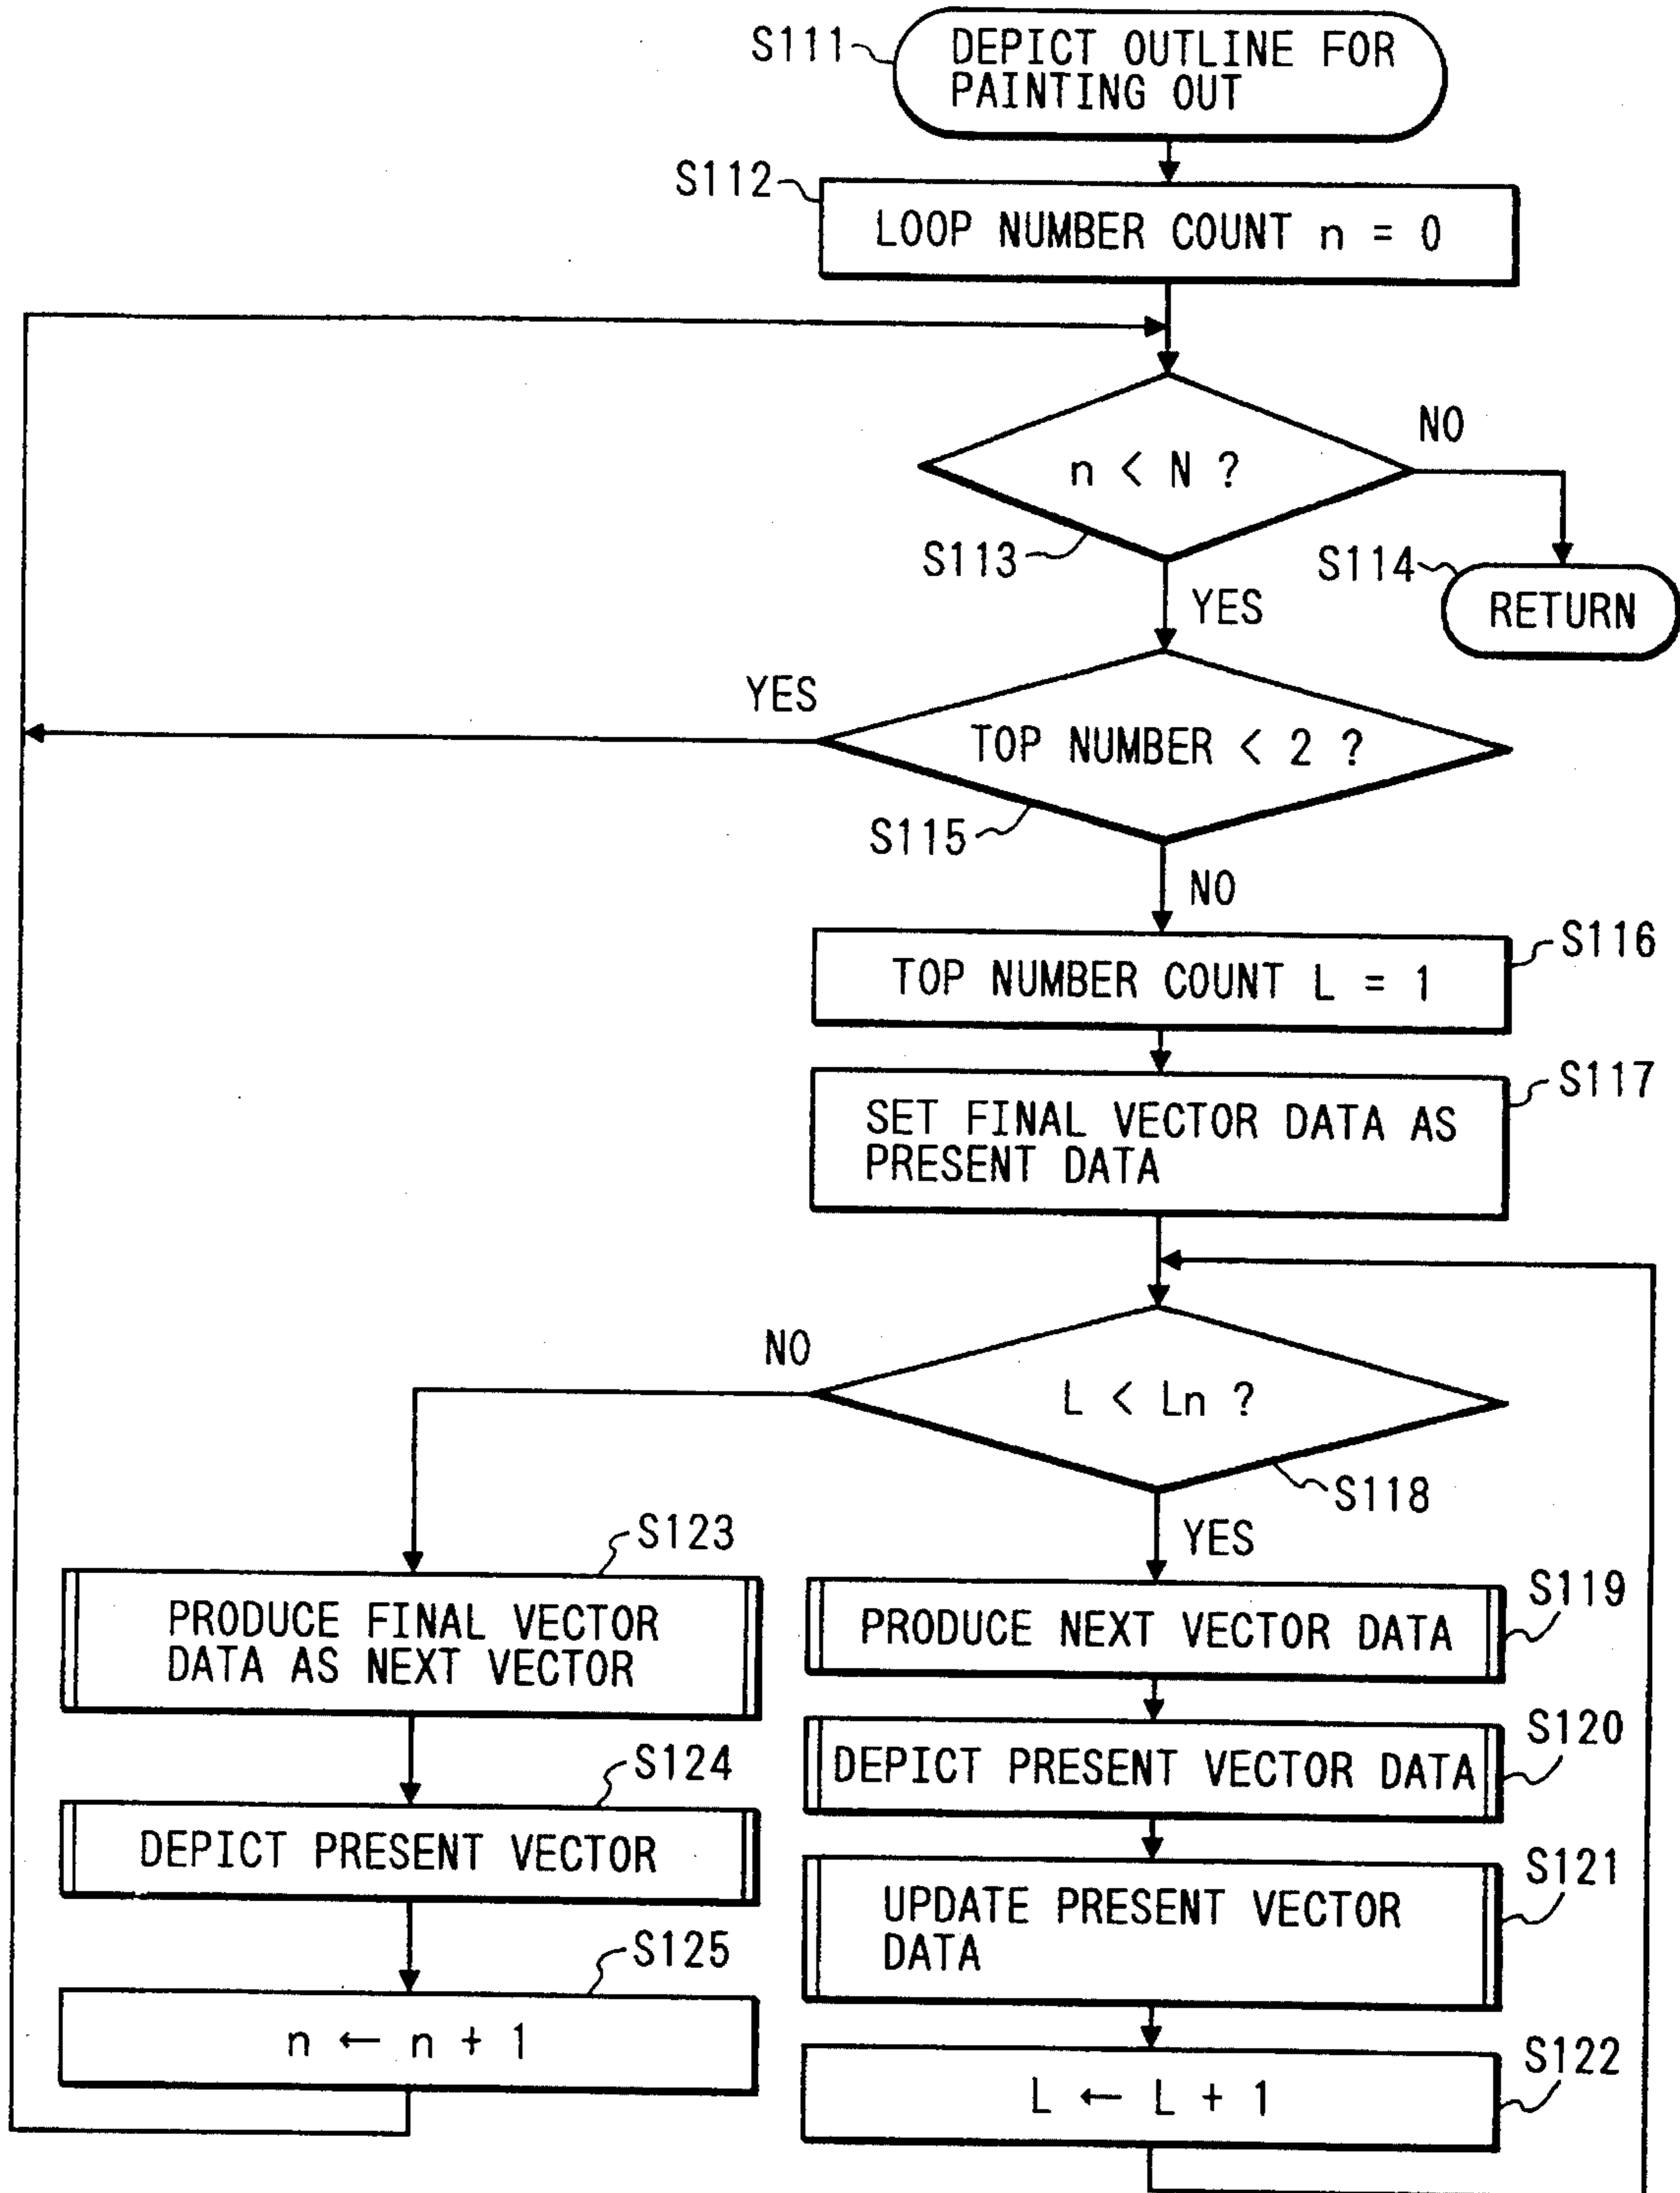 S111
DEPICT OUTLINE FOR
PAINTING OUT
S112
LOOP NUMBER COUNT n = 0
n < N ?
NO
S113
S114
RETURN
YES
YES
TOP NUMBER < 2 ?
S115
NO
TOP NUMBER COUNT L = 1
S116
SET FINAL VECTOR DATA AS
PRESENT DATA
S117
NO
L < Ln ?
S118
YES
S123
PRODUCE FINAL VECTOR
DATA AS NEXT VECTOR
PRODUCE NEXT VECTOR DATA
S119
S124
DEPICT PRESENT VECTOR
DEPICT PRESENT VECTOR DATA
S120
UPDATE PRESENT VECTOR
DATA
S121
S125
n ← n + 1
L ← L + 1
S122